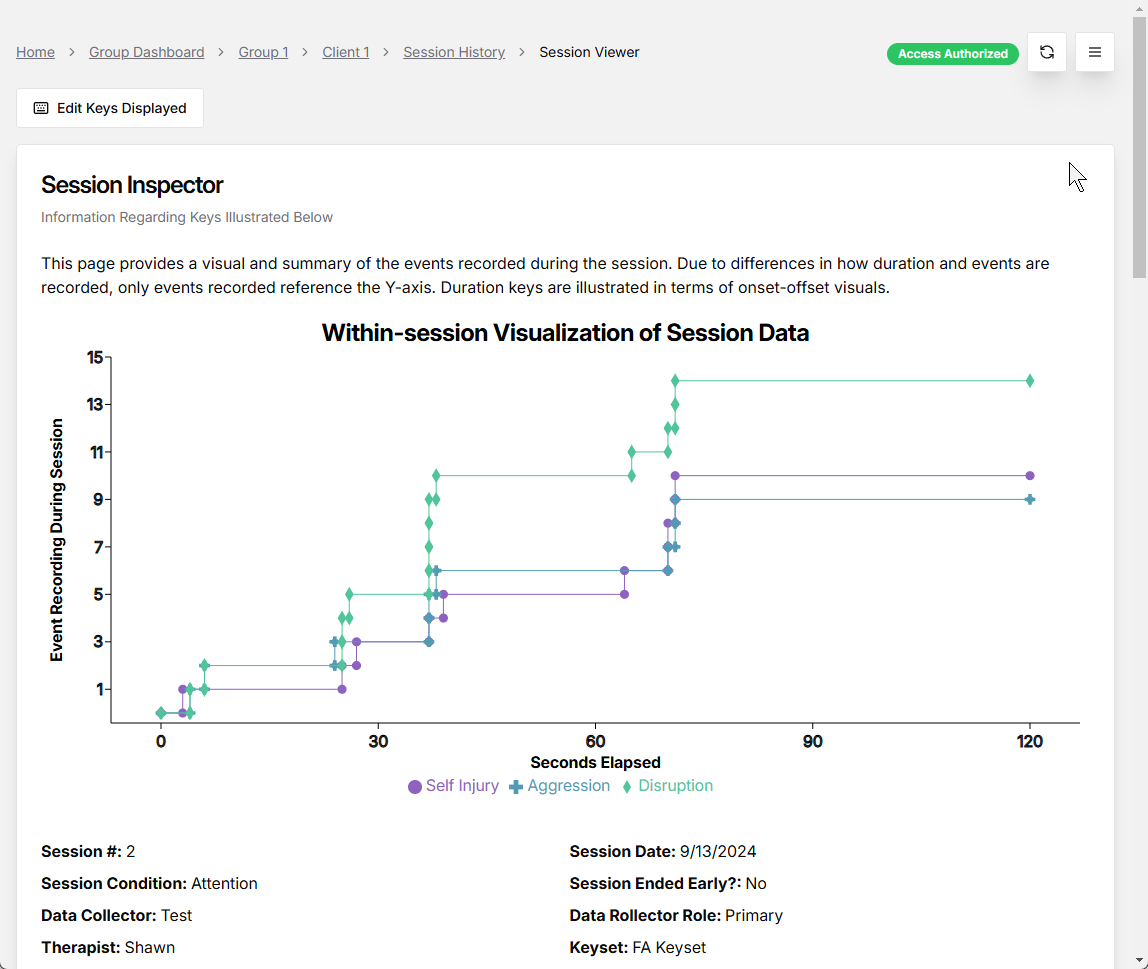 Home > Group Dashboard > Group 1 > Client 1 > Session History > Session Viewer
Access Authorized
Edit Keys Displayed
Session Inspector
Information Regarding Keys Illustrated Below
This page provides a visual and summary of the events recorded during the session. Due to differences in how duration and events are
recorded, only events recorded reference the Y-axis. Duration keys are illustrated in terms of onset-offset visuals.
Within-session Visualization of Session Data
Event Recording During Session
15
13
11
9
7
5
3
1
0 30 60 90 120
Seconds Elapsed
Self Injury Aggression Disruption
Session #: 2
Session Date: 9/13/2024
Session Condition: Attention
Session Ended Early?: No
Data Collector: Test
Data Rollector Role: Primary
Therapist: Shawn
Keyset: FA Keyset